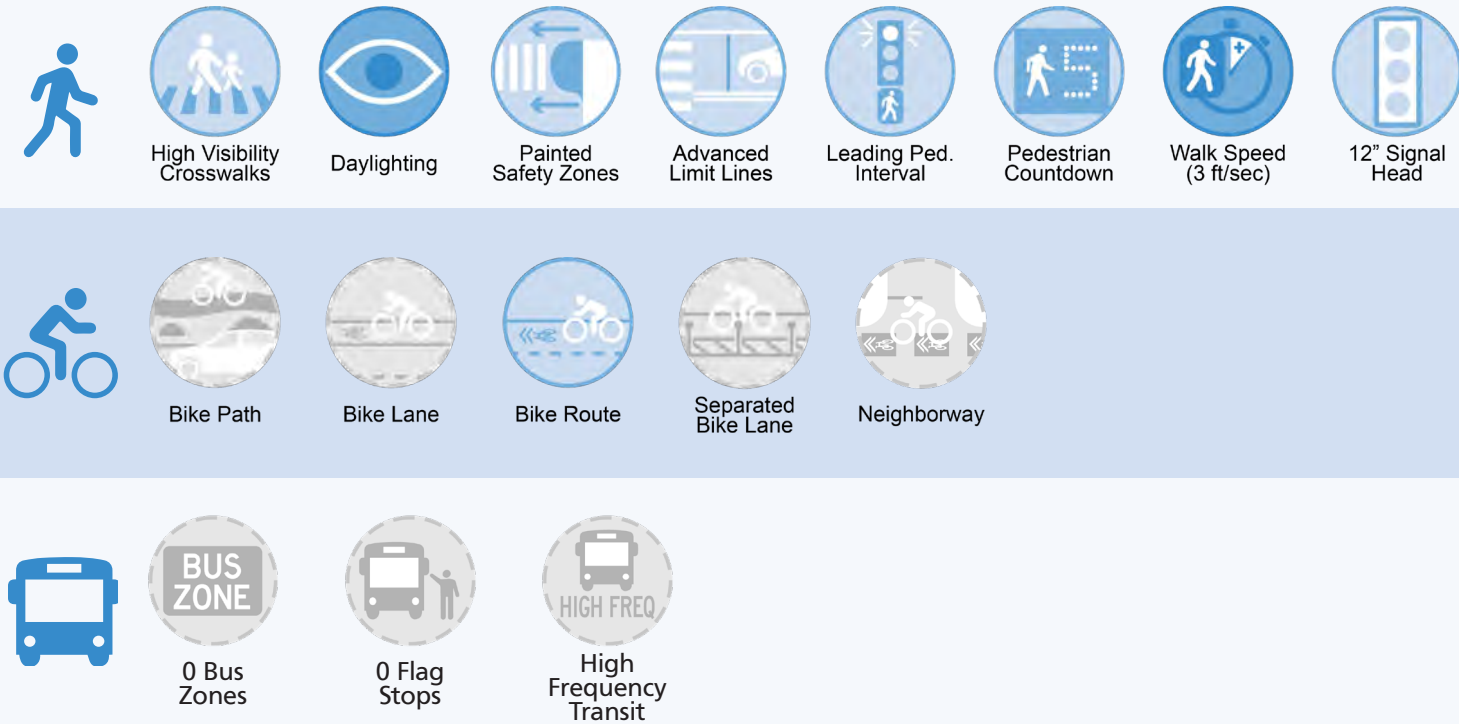 High Visibility
Crosswalks
Daylighting
Painted
Safety Zones
Advanced
Limit Lines
Leading Ped.
Interval
5
Pedestrian
Countdown
Walk Speed
(3 ft/sec)
12” Signal
Head
Bike Path
Bike Lane
Bike Route
Separated
Bike Lane
Neighborway
BUS
ZONE
0 Bus
Zones
0 Flag
Stops
HIGH FREQ
High
Frequency
Transit